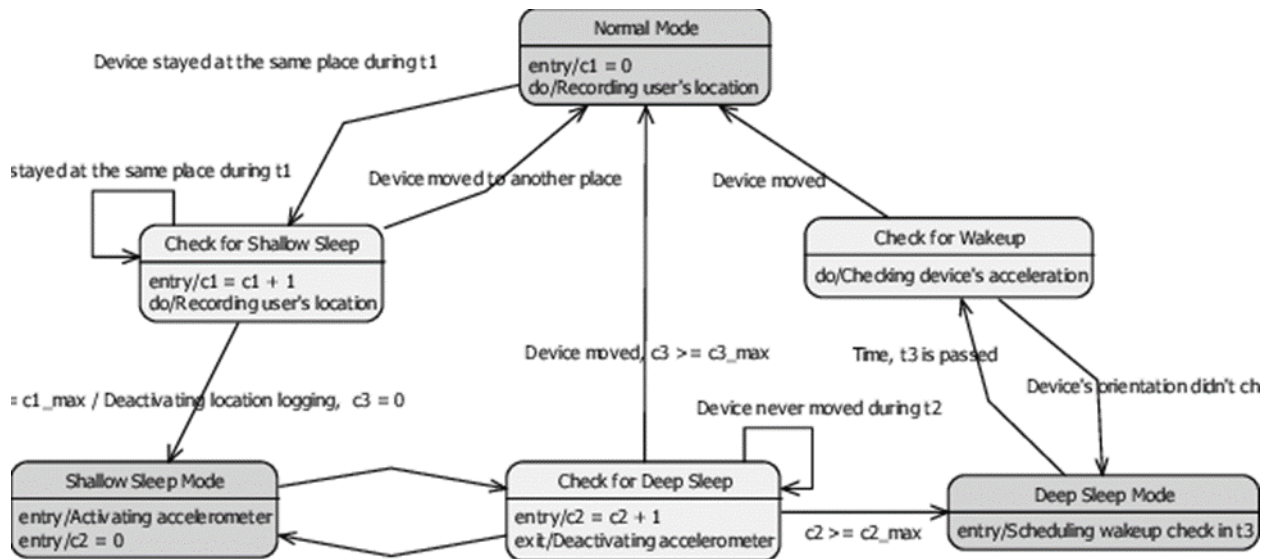 Normal Mode
entry/c1 = 0
do/Recording user's location
Device stayed at the same place during t1
stayed at the same place during t1
Device moved to another place
Device moved
Check for Shallow Sleep
entry/c1 = c1 + 1
do/Recording user's location
Check for Wakeup
do/Checking device's acceleration
Device moved, c3 >= c3_max
Time, t3 is passed
Device's orientation didn't ch
= c1_max / Deactivating location logging, c3 = 0
Device never moved during t2
Shallow Sleep Mode
entry/Activating accelerometer
entry/c2 = 0
Check for Deep Sleep
entry/c2 = c2 + 1
exit/Deactivating accelerometer
c2 >= c2_max
Deep Sleep Mode
entry/Scheduling wakeup check in t3